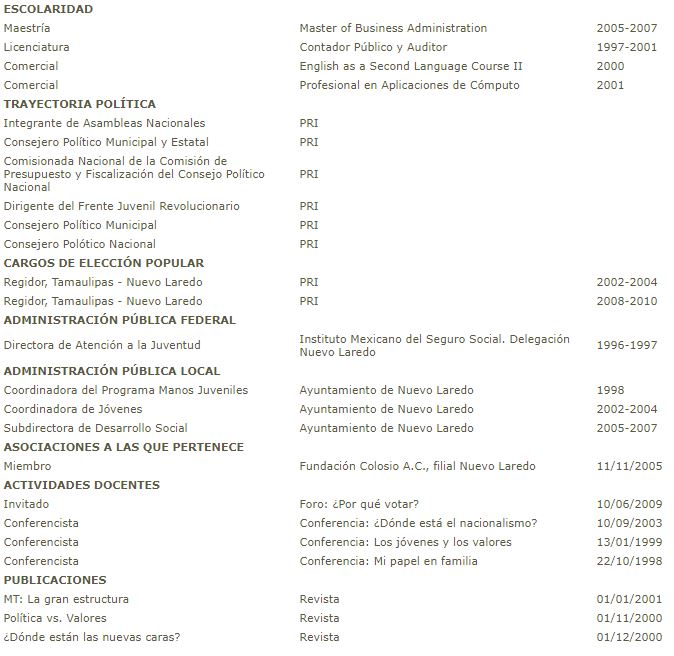 ESCOLARIDAD
Maestría Master of Business Administration 2005-2007
Licenciatura Contador Público y Auditor 1997-2001
Comercial English as a Second Language Course II 2000
Comercial Profesional en Aplicaciones de Cómputo 2001
TRAYECTORIA POLÍTICA
Integrante de Asambleas Nacionales PRI
Consejero Político Municipal y Estatal PRI
Comisionada Nacional de la Comisión de
Presupuesto y Fiscalización del Consejo Político PRI
Nacional
Dirigente del Frente Juvenil Revolucionario PRI
Consejero Político Municipal PRI
Consejero Polótico Nacional PRI
CARGOS DE ELECCIÓN POPULAR
Regidor, Tamaulipas - Nuevo Laredo PRI 2002-2004
Regidor, Tamaulipas - Nuevo Laredo PRI 2008-2010
ADMINISTRACIÓN PÚBLICA FEDERAL
Directora de Atención a la Juventud Instituto Mexicano del Seguro Social. Delegación
Nuevo Laredo 1996-1997
ADMINISTRACIÓN PÚBLICA LOCAL
Coordinadora del Programa Manos Juveniles Ayuntamiento de Nuevo Laredo 1998
Coordinadora de Jóvenes Ayuntamiento de Nuevo Laredo 2002-2004
Subdirectora de Desarrollo Social Ayuntamiento de Nuevo Laredo 2005-2007
ASOCIACIONES A LAS QUE PERTENECE
Miembro Fundación Colosio A.C., filial Nuevo Laredo 11/11/2005
ACTIVIDADES DOCENTES
Invitado Foro: ¿Por qué votar? 10/06/2009
Conferencista Conferencia: ¿Dónde está el nacionalismo? 10/09/2003
Conferencista Conferencia: Los jóvenes y los valores 13/01/1999
Conferencista Conferencia: Mi papel en familia 22/10/1998
PUBLICACIONES
MT: La gran estructura Revista 01/01/2001
Política vs. Valores Revista 01/11/2000
¿Dónde están las nuevas caras? Revista 01/12/2000